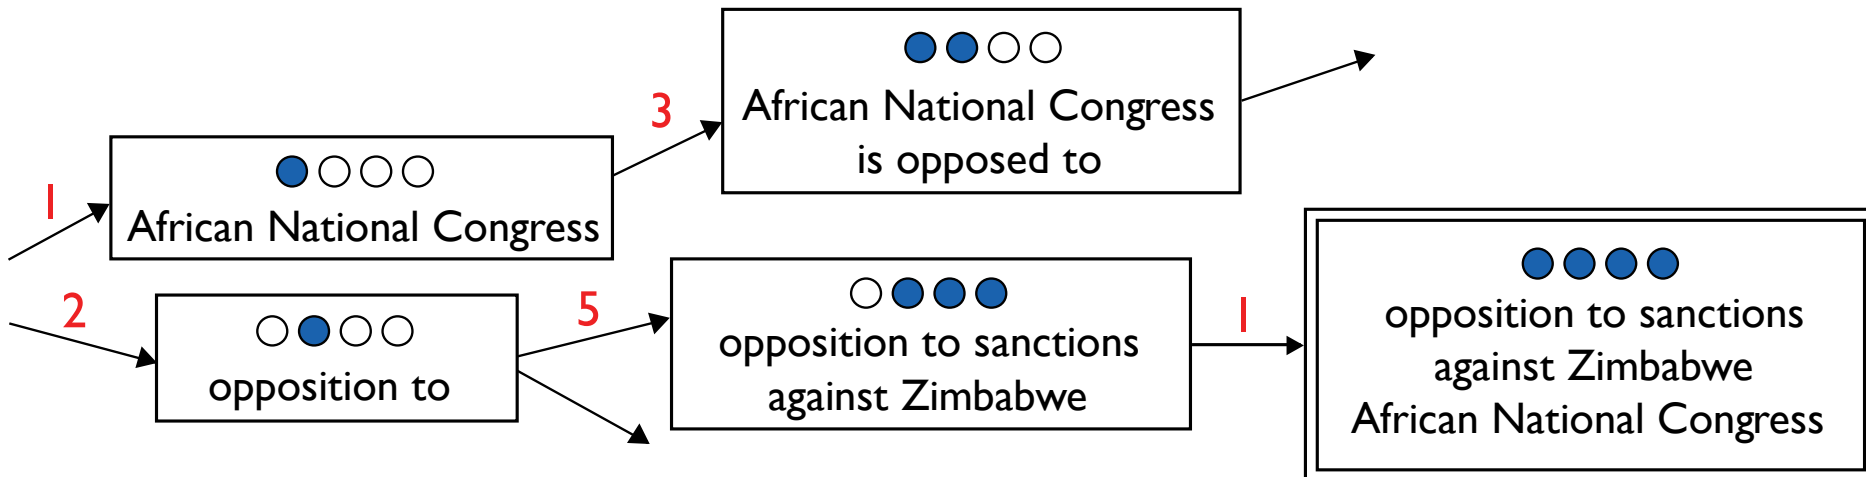 1
African National Congress
3
African National Congress
is opposed to
2
opposition to
5
opposition to sanctions
against Zimbabwe
1
opposition to sanctions
against Zimbabwe
African National Congress